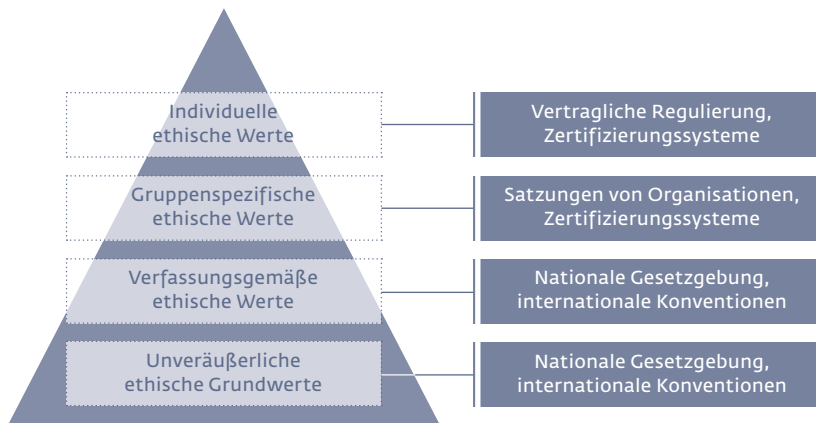 Individuelle
ethische Werte
Vertragliche Regulierung,
Zertifizierungssysteme
Gruppenspezifische
ethische Werte
Satzungen von Organisationen,
Zertifizierungssysteme
Verfassungsgemäße
ethische Werte
Nationale Gesetzgebung,
internationale Konventionen
Unveräußerliche
ethische Grundwerte
Nationale Gesetzgebung,
internationale Konventionen